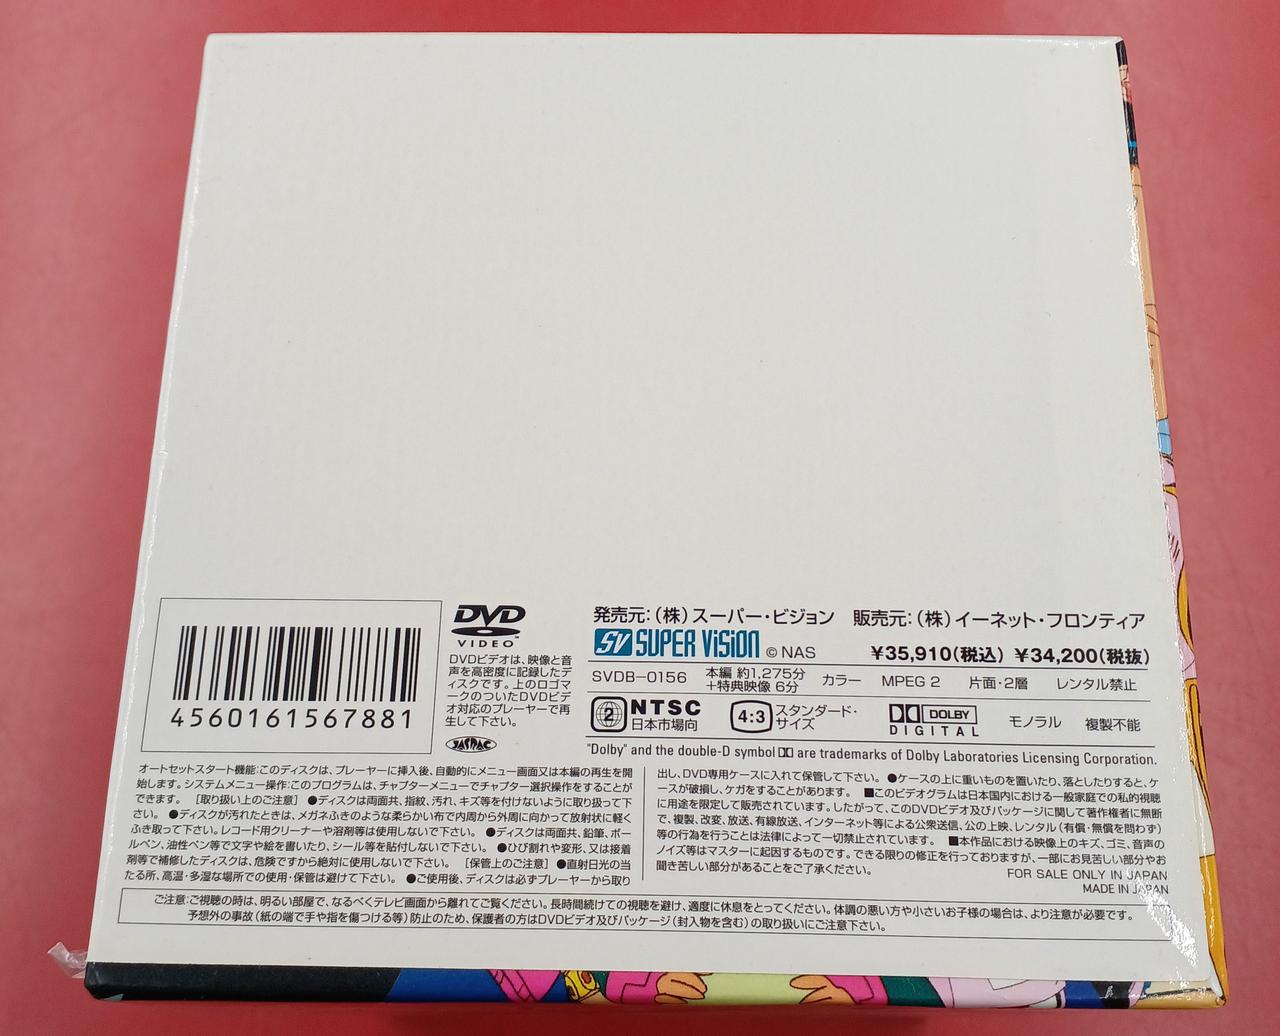 4560161567881
DVD
VIDEO™
DVDビデオは、映像と音
声を高密度に記録したデ
ィスクです。上のロゴマ
ークのついたDVDビデ
オ対応のプレーヤーで再
生して下さい。
JASRAC
発売元:(株)スーパー・ビジョン 販売元:(株)イーネット・フロンティア
SV SUPER ViSiON ©NAS ¥35,910(税込) ¥34,200(税抜)
SVDB-0156 本編 約1,275分 カラー MPEG 2 片面・2層 レンタル禁止
+特典映像 6分
2 NTSC 4:3 スタンダード・ DOLBY モノラル 複製不能
日本市場向 サイズ DIGITAL
"Dolby" and the double-D symbol are trademarks of Dolby Laboratories Licensing Corporation.
オートセットスタート機能:このディスクは、プレーヤーに挿入後、自動的にメニュー画面又は本編の再生を開
始します。システムメニュー操作:このプログラムは、チャプターメニューでチャプター選択操作をすることが
できます。 [取り扱い上のご注意] ●ディスクは両面共、指紋、汚れ、キズ等を付けないように取り扱って下
さい。 ●ディスクが汚れたときは、メガネふきのような柔らかい布で内周から外周に向かって放射状に軽く
ふき取って下さい。レコード用クリーナーや溶剤等は使用しないで下さい。 ●ディスクは両面共、鉛筆、ボー
ルペン、油性ペン等で文字や絵を書いたり、シール等を貼付しないで下さい。 ●ひび割れや変形、又は接着
剤等で補修したディスクは、危険ですから絶対に使用しないで下さい。 [保管上のご注意] ●直射日光の当
たる所、高温・多湿な場所での使用・保管は避けて下さい。 ●ご使用後、ディスクは必ずプレーヤーから取り
出し、DVD専用ケースに入れて保管して下さい。 ●ケースの上に重いものを置いたり、落としたりすると、ケ
ースが破損し、ケガをすることがあります。 ■このビデオグラムは日本国内における一般家庭での私的視聴
に用途を限定して販売されています。したがって、このDVDビデオ及びパッケージに関して著作権者に無断
で、複製、改変、放送、有線放送、インターネット等による公衆送信、公の上映、レンタル(有償・無償を問わず)
等の行為を行うことは法律によって一切禁止されています。 ■本作品における映像上のキズ、ゴミ、音声の
ノイズ等はマスターに起因するものです。できる限りの修正を行っておりますが、一部にお見苦しい部分やお
聞き苦しい部分があることをご了承ください。
FOR SALE ONLY IN JAPAN
MADE IN JAPAN
ご注意:ご視聴の時は、明るい部屋で、なるべくテレビ画面から離れてご覧ください。長時間続けての視聴を避け、適度に休息をとってください。体調の悪い方や小さいお子様の場合は、より注意が必要です。
予想外の事故(紙の端で手や指を傷つける等)防止のため、保護者の方はDVDビデオ及びパッケージ(封入物を含む)の取り扱いにご注意下さい。